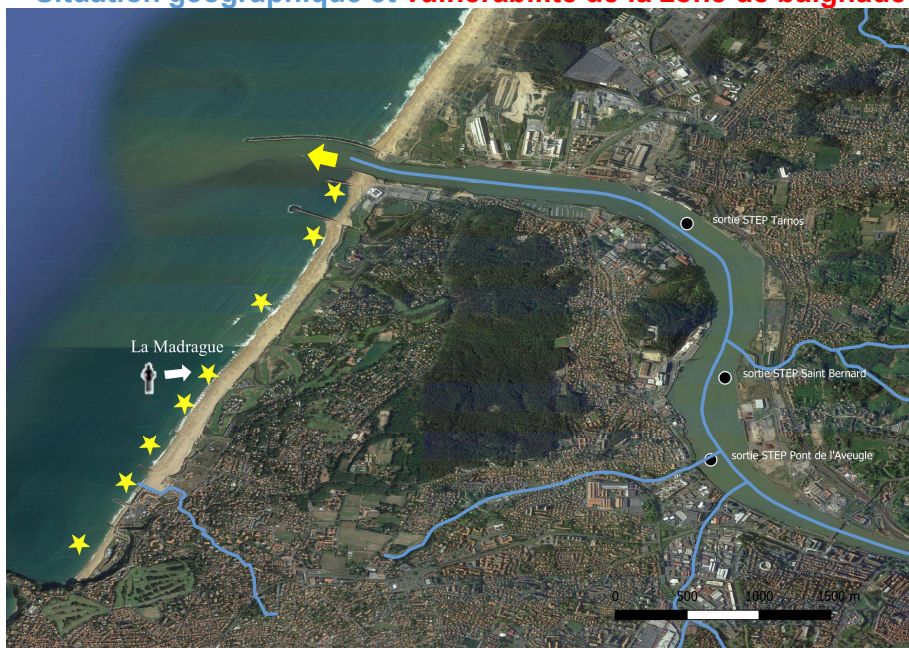 Situation géographique et vulnérabilité de la zone de baignade
sortie STEP Tarnos
La Madrague
sortie STEP Saint Bernard
sortie STEP Pont de l'Aveugle
0 500 1000 1500 m